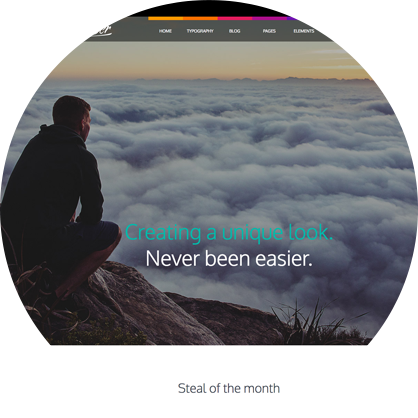 HOME TYPOGRAPHY BLOG PAGES ELEMENTS
Creating a unique look.
Never been easier.
Steal of the month